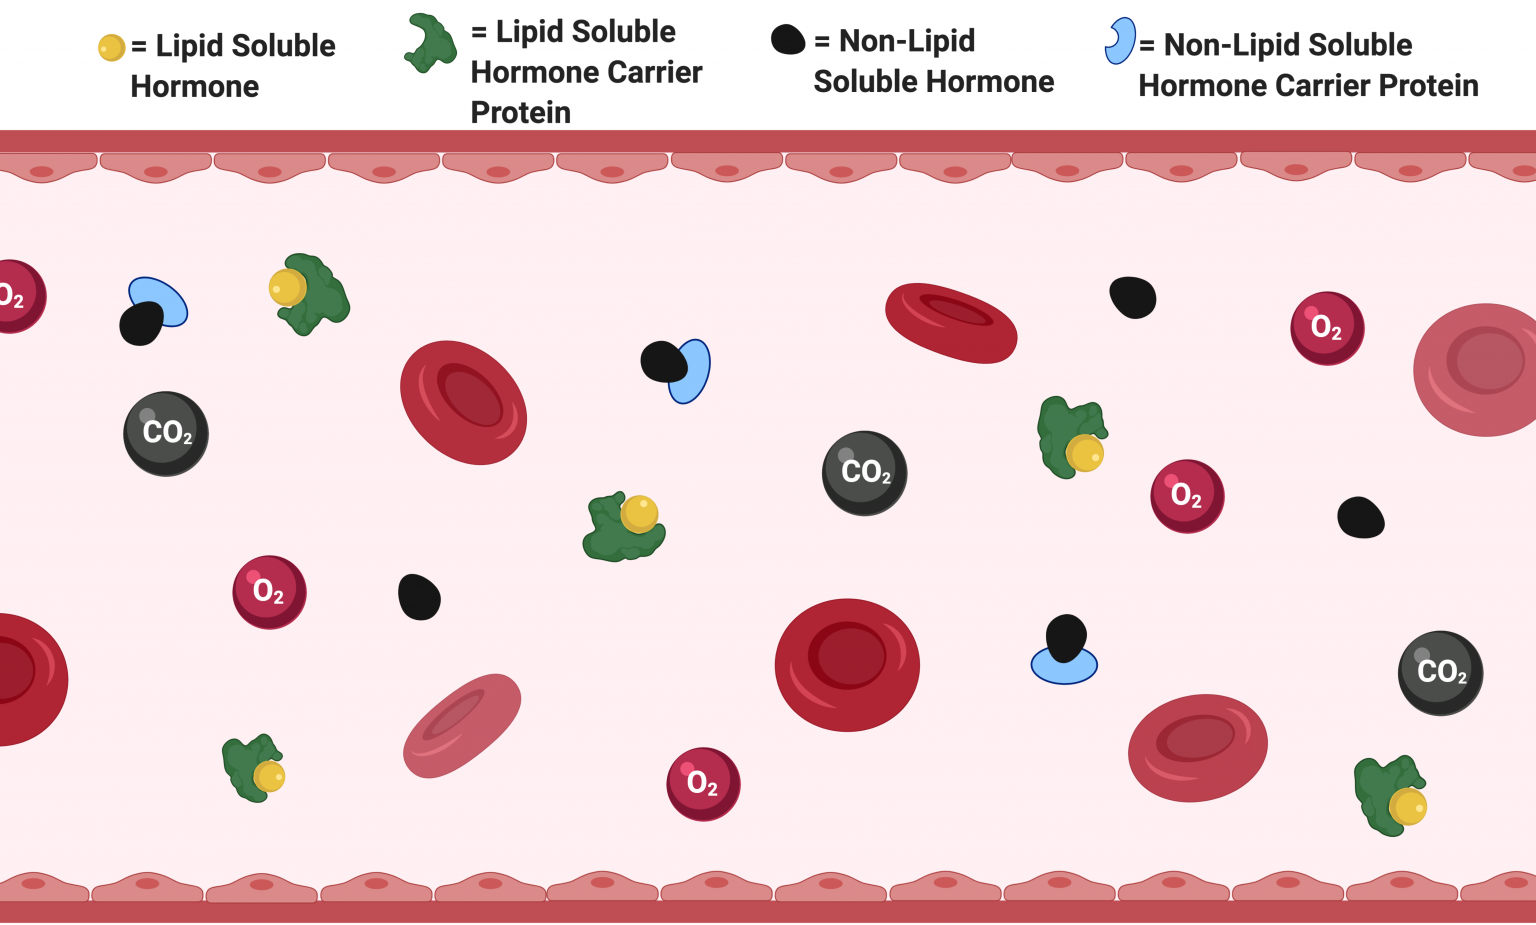 = Lipid Soluble
Hormone
= Lipid Soluble
Hormone Carrier
Protein
= Non-Lipid
Soluble Hormone
= Non-Lipid Soluble
Hormone Carrier Protein
O₂
O₂
CO₂
CO₂
O₂
O₂
CO₂
O₂